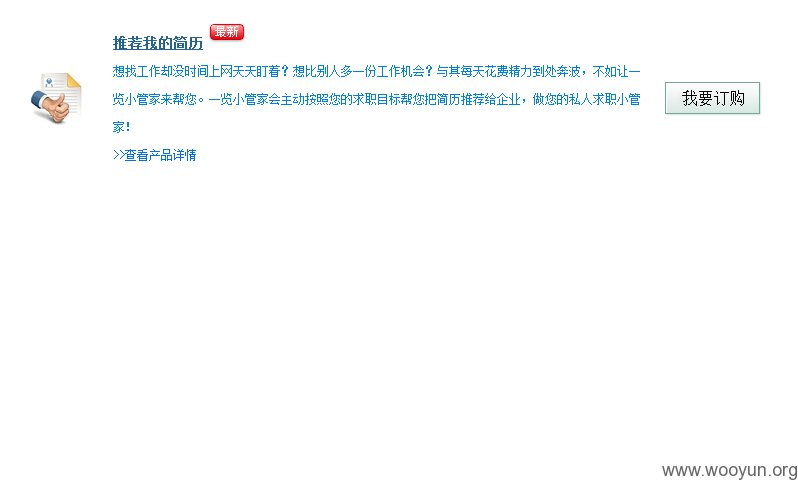 推荐我的简历 最新
想找工作却没时间上网天天盯着？想比别人多一份工作机会？与其每天花费精力到处奔波，不如让一
览小管家来帮您。一览小管家会主动按照您的求职目标帮您把简历推荐给企业，做您的私人求职小管
家！
我要订购
>>查看产品详情
www.wooyun.org